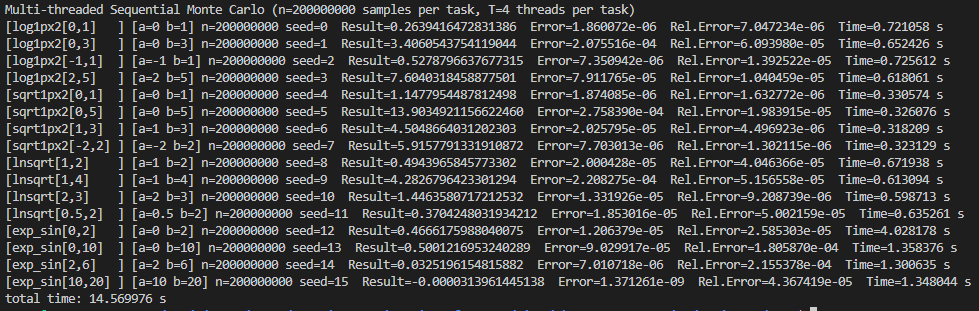 Multi-threaded Sequential Monte Carlo (n=200000000 samples per task, T=4 threads per task)
[log1px2[0,1]   ] [a=0 b=1] n=200000000 seed=0  Result=0.2639416472831386  Error=1.860072e-06  Rel.Error=7.047234e-06  Time=0.721058 s
[log1px2[0,3]   ] [a=0 b=3] n=200000000 seed=1  Result=3.4060543754119044  Error=2.075516e-04  Rel.Error=6.093980e-05  Time=0.652426 s
[log1px2[-1,1]  ] [a=-1 b=1] n=200000000 seed=2  Result=0.5278796637677315  Error=7.350942e-06  Rel.Error=1.392522e-05  Time=0.725612 s
[log1px2[2,5]   ] [a=2 b=5] n=200000000 seed=3  Result=7.6040318458877501  Error=7.911765e-05  Rel.Error=1.040459e-05  Time=0.618061 s
[sqrt1px2[0,1]  ] [a=0 b=1] n=200000000 seed=4  Result=1.1477954487812498  Error=1.874085e-06  Rel.Error=1.632772e-06  Time=0.330574 s
[sqrt1px2[0,5]  ] [a=0 b=5] n=200000000 seed=5  Result=13.9034921156622460  Error=2.758390e-04  Rel.Error=1.983915e-05  Time=0.326076 s
[sqrt1px2[1,3]  ] [a=1 b=3] n=200000000 seed=6  Result=4.5048664031202303  Error=2.025795e-05  Rel.Error=4.496923e-06  Time=0.318209 s
[sqrt1px2[-2,2] ] [a=-2 b=2] n=200000000 seed=7  Result=5.9157791331910872  Error=7.703013e-06  Rel.Error=1.302115e-06  Time=0.323129 s
[lnsqrt[1,2]    ] [a=1 b=2] n=200000000 seed=8  Result=0.4943965845773302  Error=2.000428e-05  Rel.Error=4.046366e-05  Time=0.671938 s
[lnsqrt[1,4]    ] [a=1 b=4] n=200000000 seed=9  Result=4.2826796423301294  Error=2.208275e-04  Rel.Error=5.156558e-05  Time=0.613094 s
[lnsqrt[2,3]    ] [a=2 b=3] n=200000000 seed=10  Result=1.4463580717212532  Error=1.331926e-05  Rel.Error=9.208739e-06  Time=0.598713 s
[lnsqrt[0.5,2]  ] [a=0.5 b=2] n=200000000 seed=11  Result=0.3704248031934212  Error=1.853016e-05  Rel.Error=5.002159e-05  Time=0.635261 s
[exp_sin[0,2]   ] [a=0 b=2] n=200000000 seed=12  Result=0.4666175988040075  Error=1.206379e-05  Rel.Error=2.585303e-05  Time=4.028178 s
[exp_sin[0,10]  ] [a=0 b=10] n=200000000 seed=13  Result=0.5001216953240289  Error=9.029917e-05  Rel.Error=1.805870e-04  Time=1.358376 s
[exp_sin[2,6]   ] [a=2 b=6] n=200000000 seed=14  Result=0.0325196154815882  Error=7.010718e-06  Rel.Error=2.155378e-04  Time=1.300635 s
[exp_sin[10,20] ] [a=10 b=20] n=200000000 seed=15  Result=-0.0000313961445138  Error=1.371261e-09  Rel.Error=4.367419e-05  Time=1.348044 s
total time: 14.569976 s